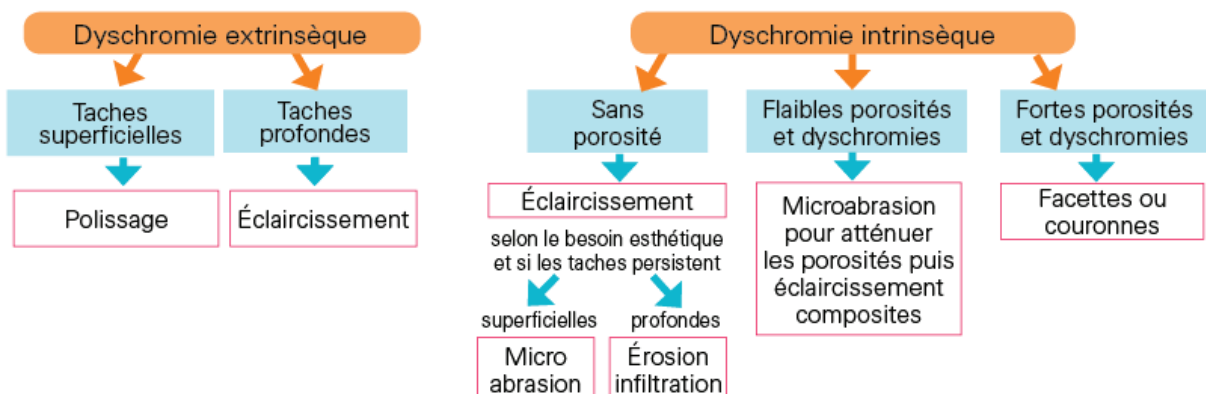 Dyschromie extrinsèque
Taches
superficielles
Taches
profondes
Polissage
Éclaircissement
Dyschromie intrinsèque
Sans
porosité
Flaibles porosités
et dyschromies
Fortes porosités
et dyschromies
Éclaircissement
selon le besoin esthétique
et si les taches persistent
superficielles
profondes
Micro
abrasion
Érosion
infiltration
Microabrasion
pour atténuer
les porosités puis
éclaircissement
composites
Facettes ou
couronnes